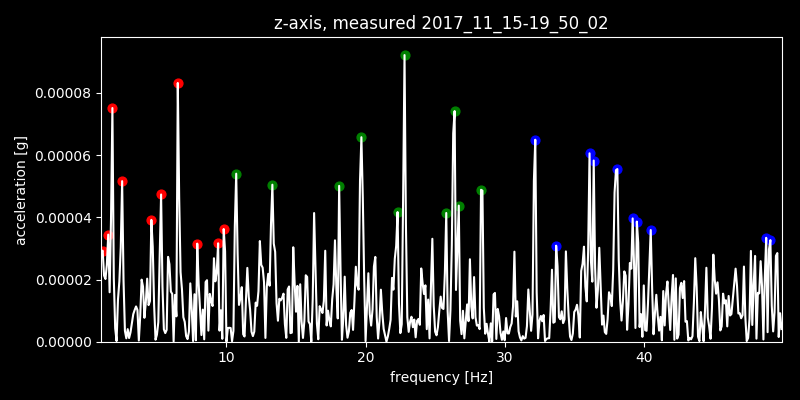 z-axis, measured 2017_11_15-19_50_02
acceleration [g]
0.00008
0.00006
0.00004
0.00002
0.00000
10 20 30 40
frequency [Hz]